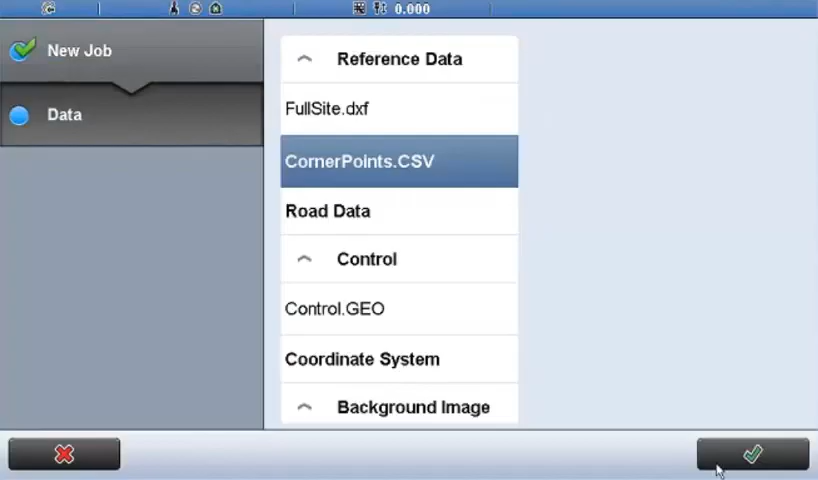 0.000
New Job
Data
Reference Data
FullSite.dxf
CornerPoints.CSV
Road Data
Control
Control.GEO
Coordinate System
Background Image